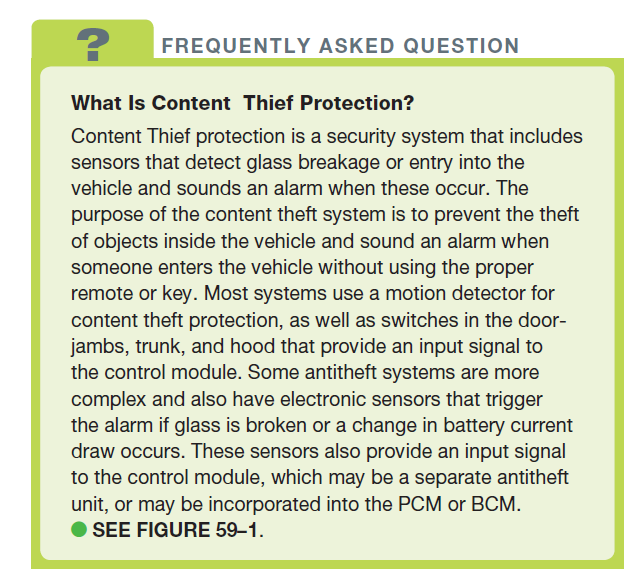 ?
FREQUENTLY ASKED QUESTION
What Is Content Thief Protection?
Content Thief protection is a security system that includes
sensors that detect glass breakage or entry into the
vehicle and sounds an alarm when these occur. The
purpose of the content theft system is to prevent the theft
of objects inside the vehicle and sound an alarm when
someone enters the vehicle without using the proper
remote or key. Most systems use a motion detector for
content theft protection, as well as switches in the door-
jambs, trunk, and hood that provide an input signal to
the control module. Some antitheft systems are more
complex and also have electronic sensors that trigger
the alarm if glass is broken or a change in battery current
draw occurs. These sensors also provide an input signal
to the control module, which may be a separate antitheft
unit, or may be incorporated into the PCM or BCM.
● SEE FIGURE 59–1.